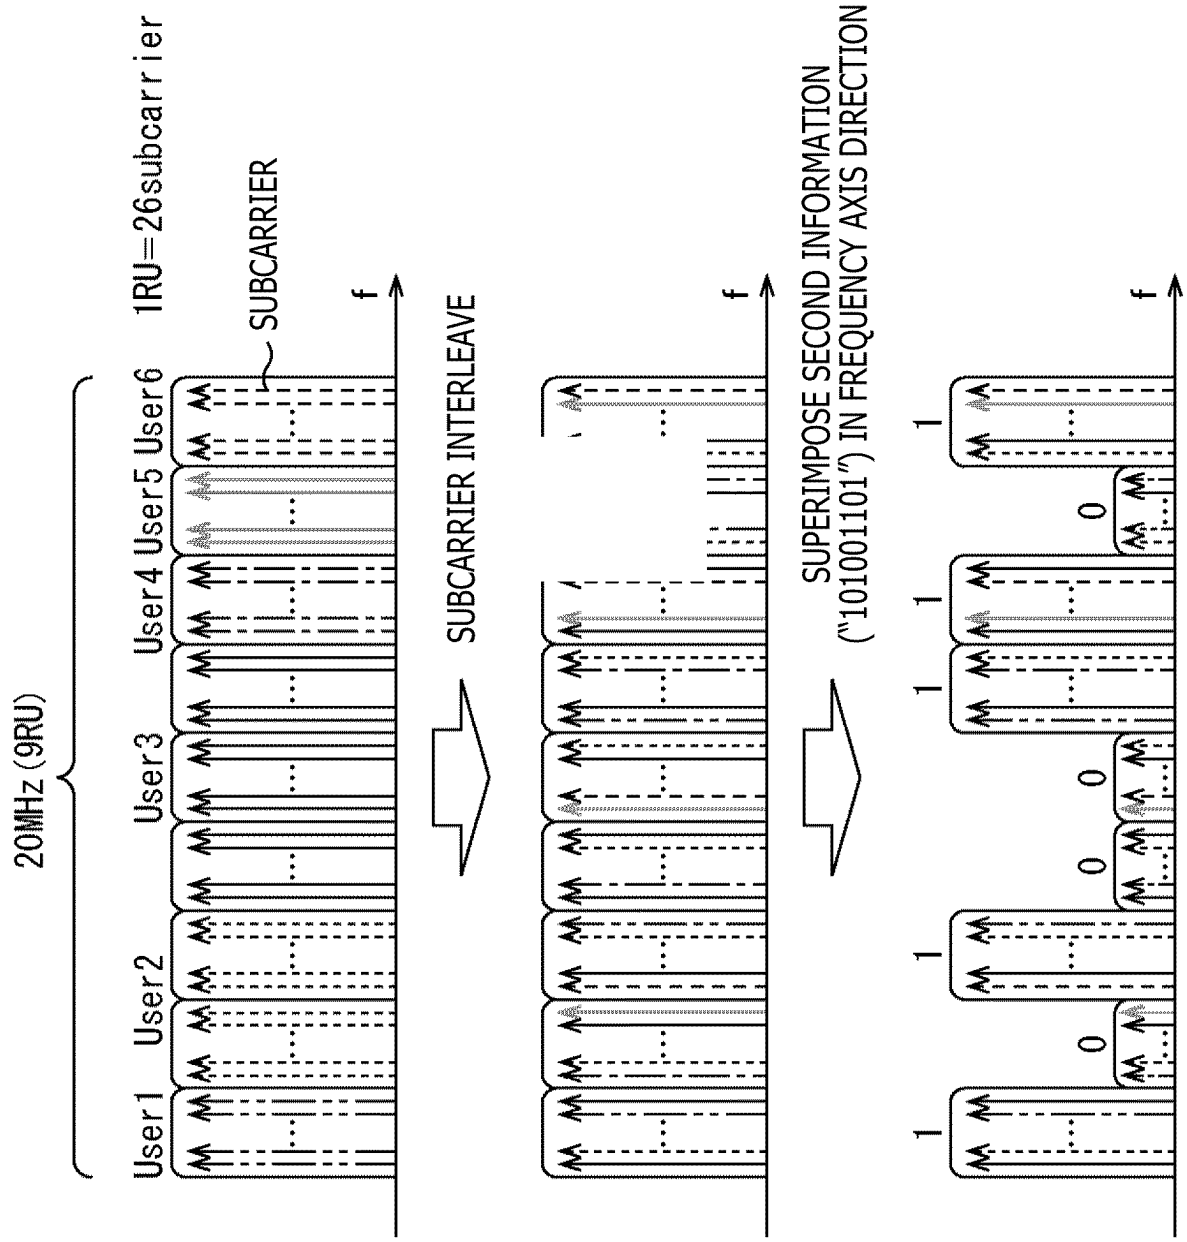 20MHz(9RU)
User1 User2 User3 User4 User5 User6 1RU=26subcarrier
SUBCARRIER
f
SUBCARRIER INTERLEAVE
f
SUPERIMPOSE SECOND INFORMATION
(“101001101”) IN FREQUENCY AXIS DIRECTION
1 0 1 0 0 1 1 0 1
f